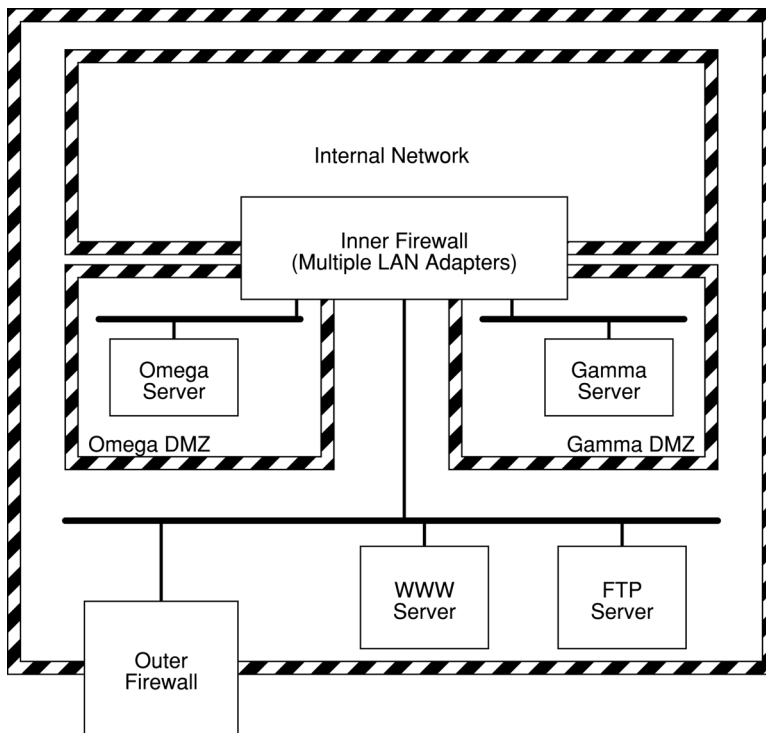 Internal Network
Inner Firewall
(Multiple LAN Adapters)
Omega
Server
Gamma
Server
Omega DMZ
Gamma DMZ
WWW
Server
FTP
Server
Outer
Firewall